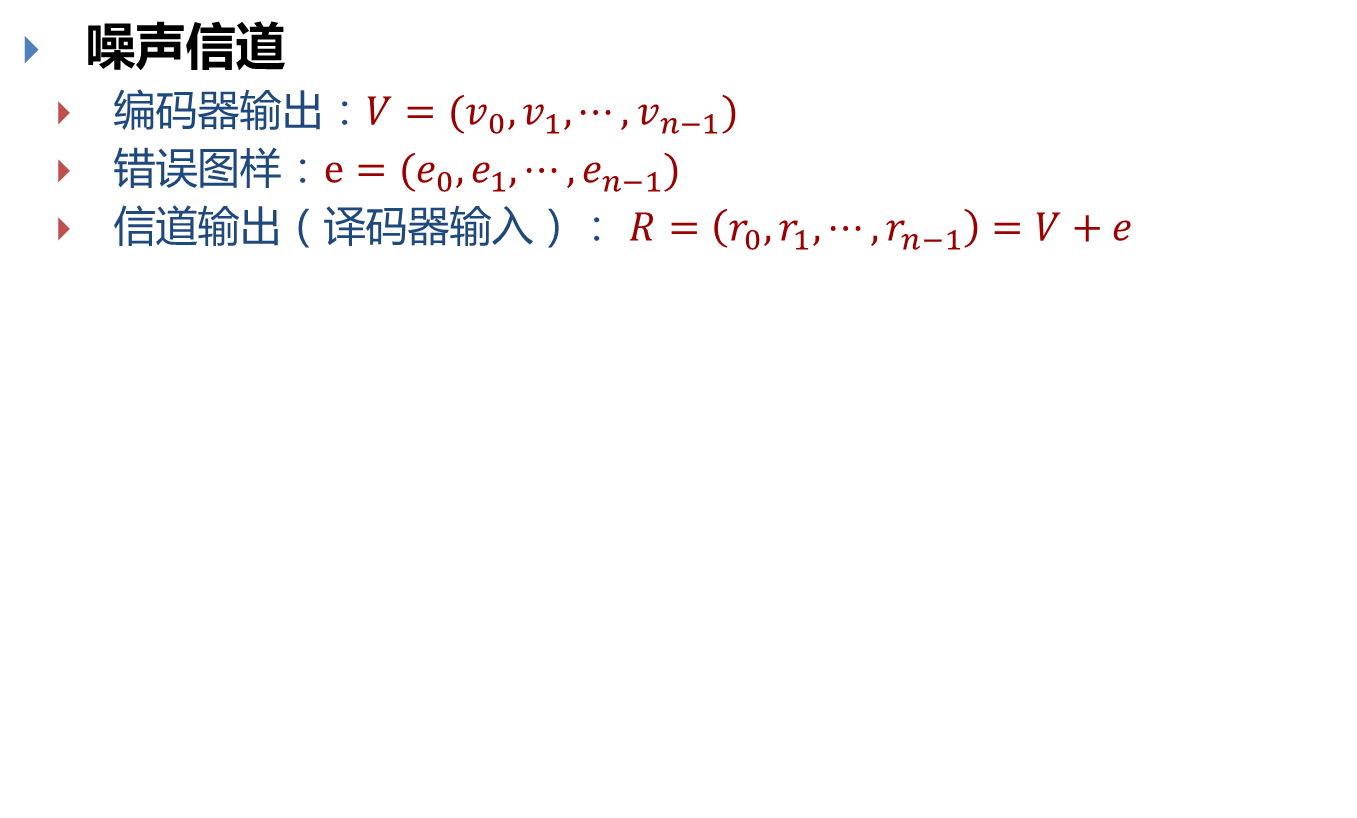 噪声信道
编码器输出：V = (v₀, v₁, ⋯, vₙ₋₁)
错误图样：e = (e₀, e₁, ⋯, eₙ₋₁)
信道输出（译码器输入）： R = (r₀, r₁, ⋯, rₙ₋₁) = V + e